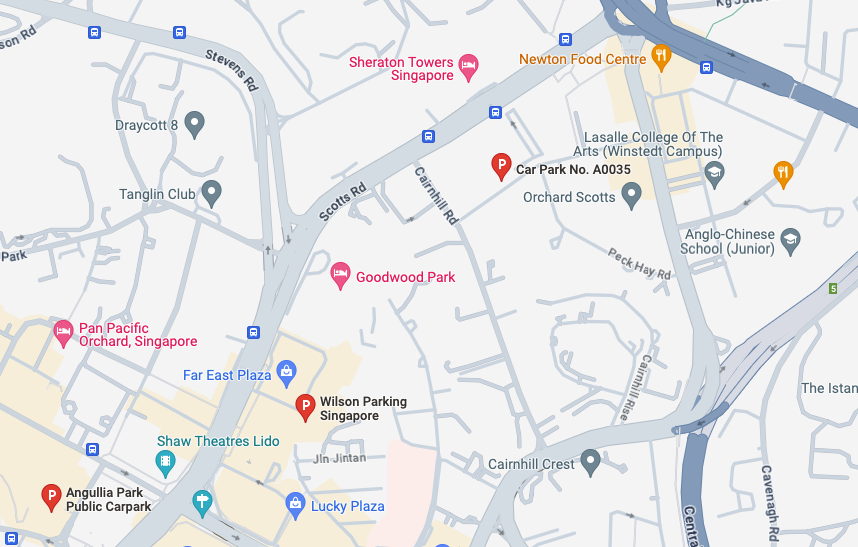 Kg Java
son Rd
Stevens Rd
Sheraton Towers
Singapore
Newton Food Centre
Draycott 8
Lasalle College Of The
Arts (Winstedt Campus)
P
Car Park No. A0035
Cairnhill Rd
Tanglin Club
Scotts Rd
Orchard Scotts
Anglo-Chinese
School (Junior)
Park
Peck Hay Rd
Goodwood Park
5
Pan Pacific
Orchard, Singapore
Far East Plaza
Cairnhill Rise
The Istan
P
Wilson Parking
Singapore
Shaw Theatres Lido
Jln Jintan
Cairnhill Crest
P
Angullia Park
Public Carpark
Lucky Plaza
Cavenagh Rd
Centra